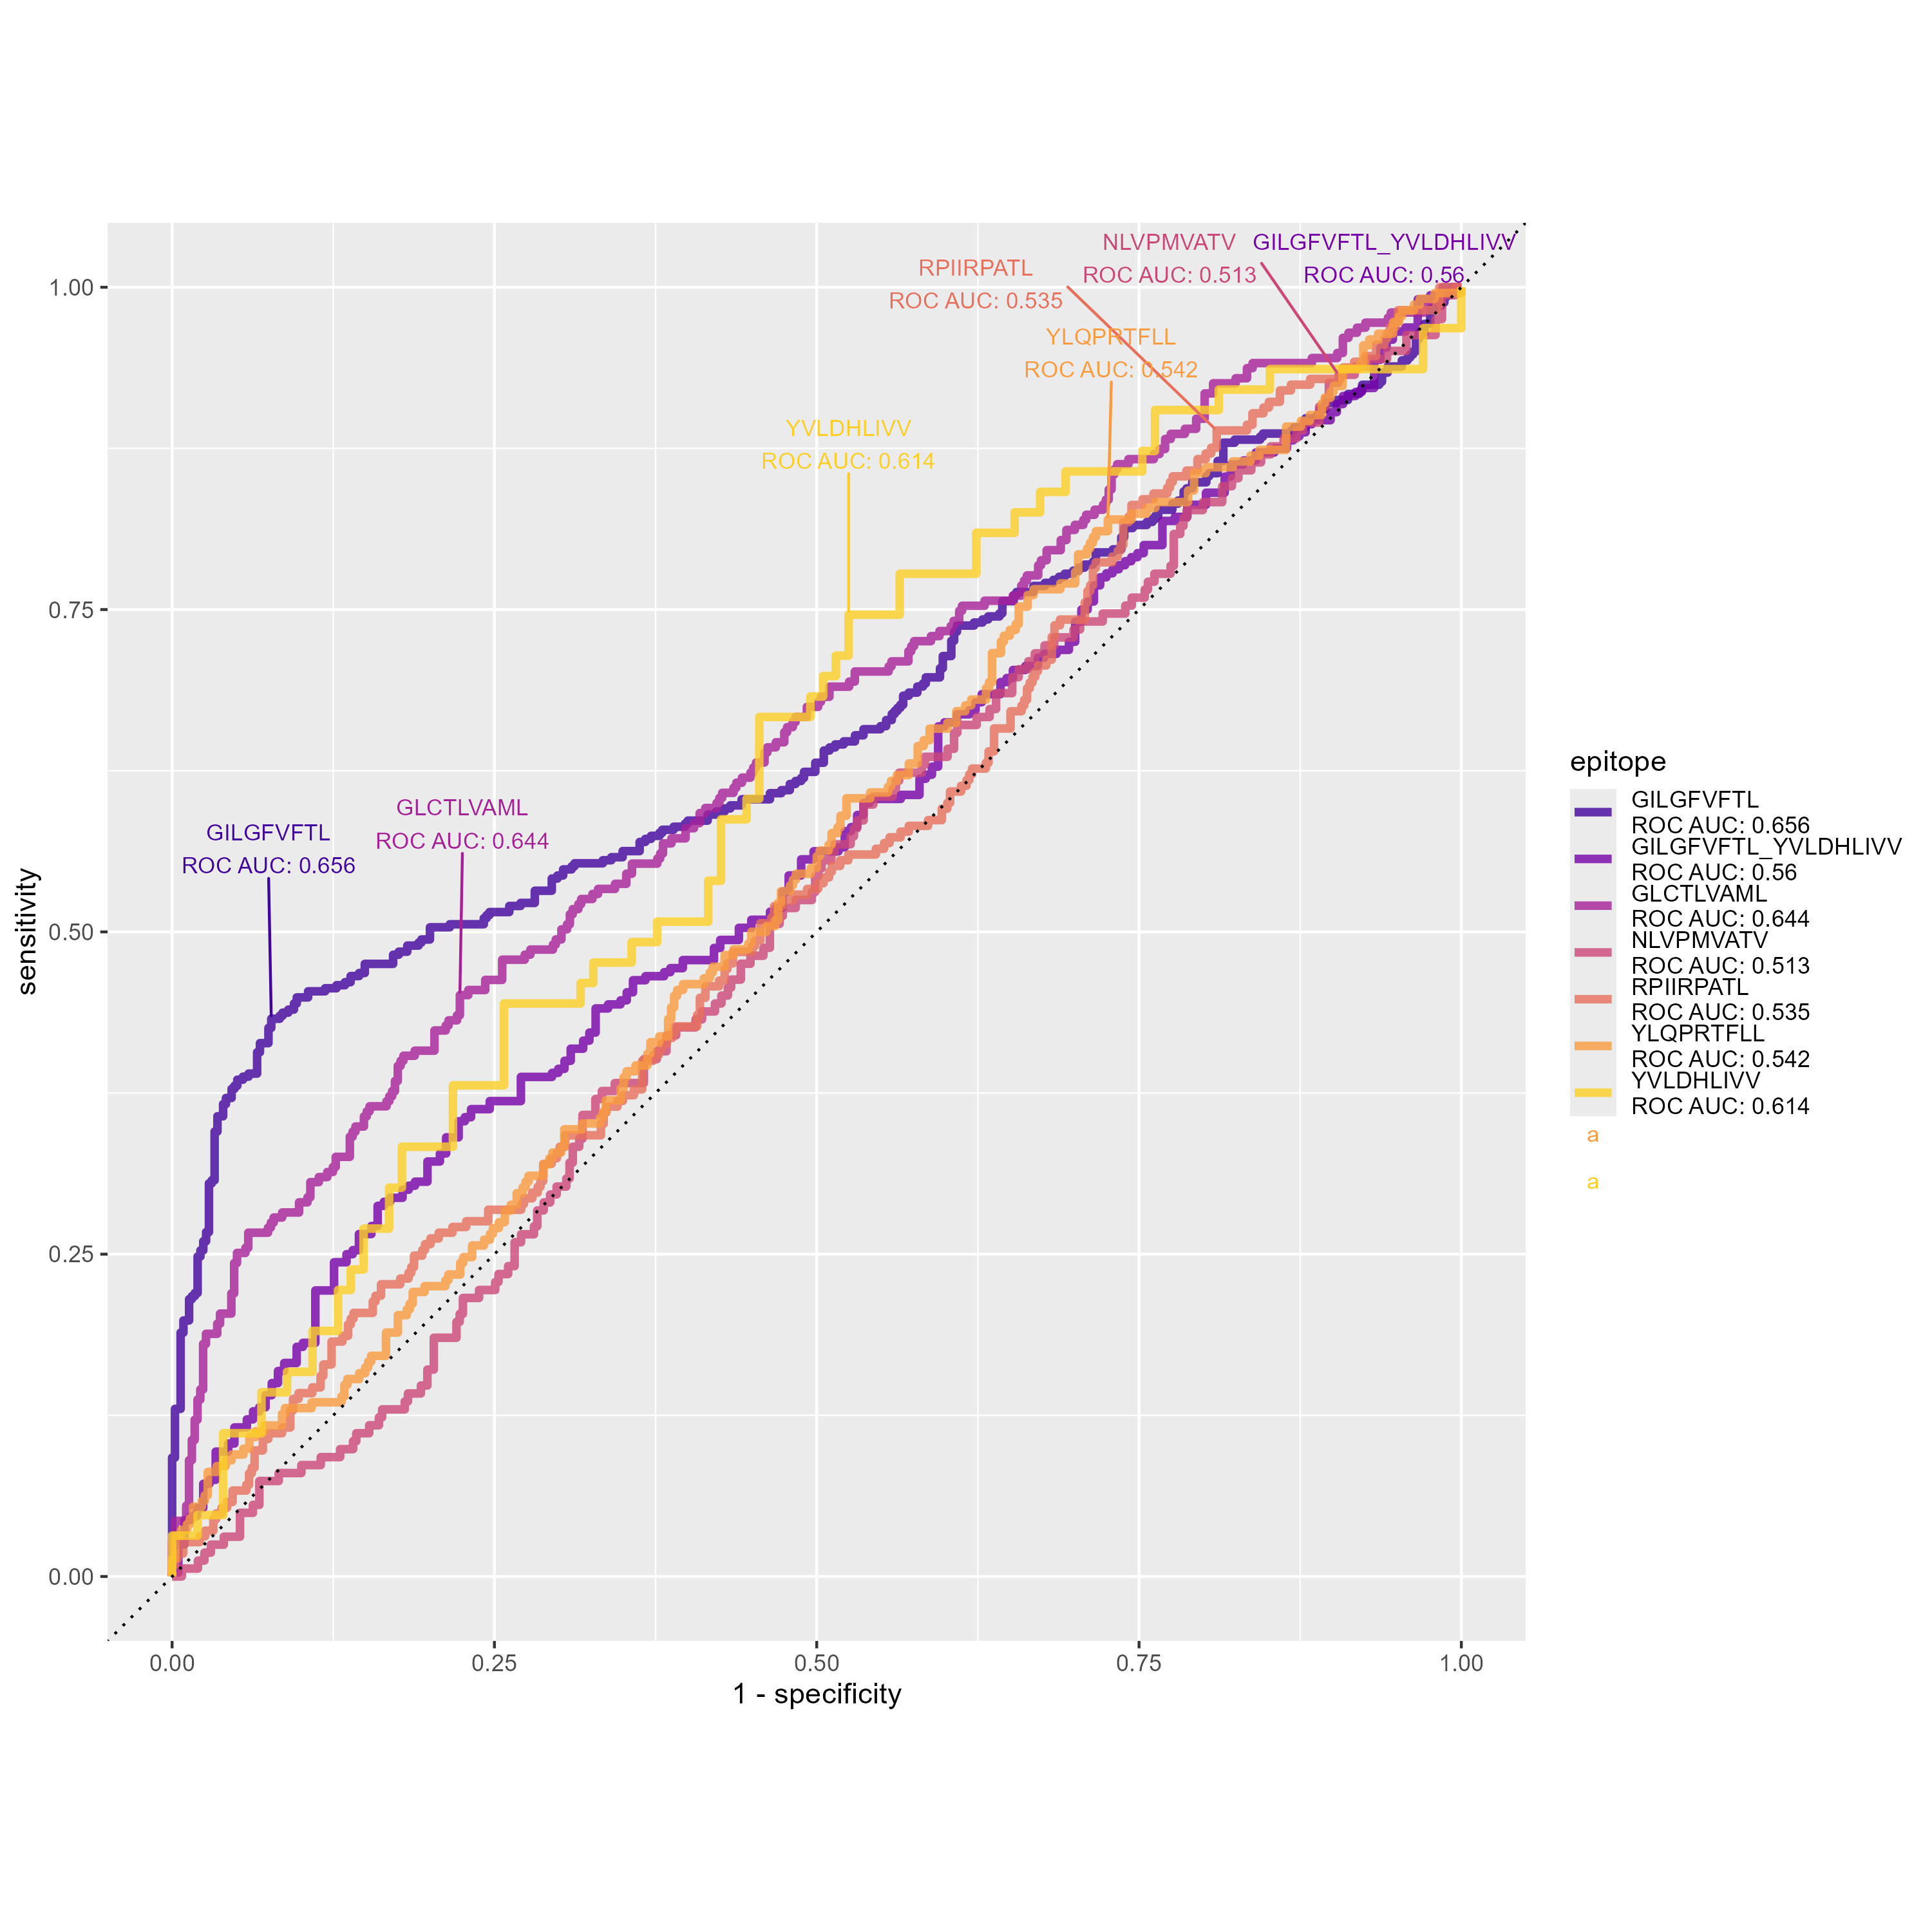 NLVPMVATV
ROC AUC: 0.513
GILGFVFTL_YVLDHLIVV
ROC AUC: 0.56
RPIIRPATL
ROC AUC: 0.535
YLQPRTFLL
ROC AUC: 0.542
YVLDHLIVV
ROC AUC: 0.614
GLCTLVAML
ROC AUC: 0.644
GILGFVFTL
ROC AUC: 0.656
1.00
0.75
0.50
0.25
0.00
sensitivity
0.00
0.25
0.50
0.75
1.00
1 - specificity
epitope
GILGFVFTL
ROC AUC: 0.656
GILGFVFTL_YVLDHLIVV
ROC AUC: 0.56
GLCTLVAML
ROC AUC: 0.644
NLVPMVATV
ROC AUC: 0.513
RPIIRPATL
ROC AUC: 0.535
YLQPRTFLL
ROC AUC: 0.542
YVLDHLIVV
ROC AUC: 0.614
a
a